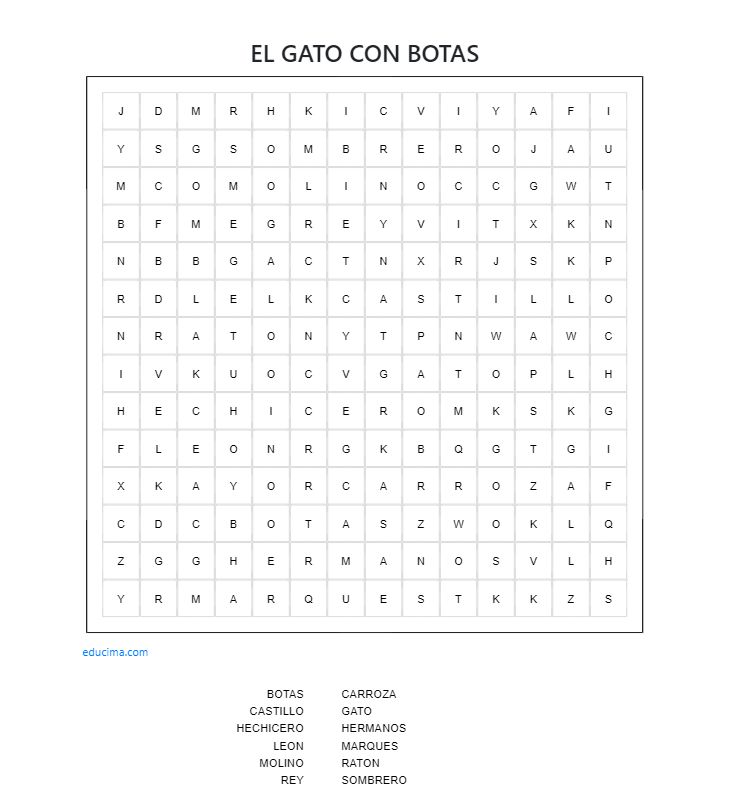 EL GATO CON BOTAS
J D M R H K I C V I Y A F I
Y S G S O M B R E R O J A U
M C O M O L I N O C C G W T
B F M E G R E Y V I T X K N
N B B G A C T N X R J S K P
R D L E L K C A S T I L L O
N R A T O N Y T P N W A W C
I V K U O C V G A T O P L H
H E C H I C E R O M K S K G
F L E O N R G K B Q G T G I
X K A Y O R C A R R O Z A F
C D C B O T A S Z W O K L Q
Z G G H E R M A N O S V L H
Y R M A R Q U E S T K K Z S
educima.com
BOTAS CARROZA
CASTILLO GATO
HECHICERO HERMANOS
LEON MARQUES
MOLINO RATON
REY SOMBRERO